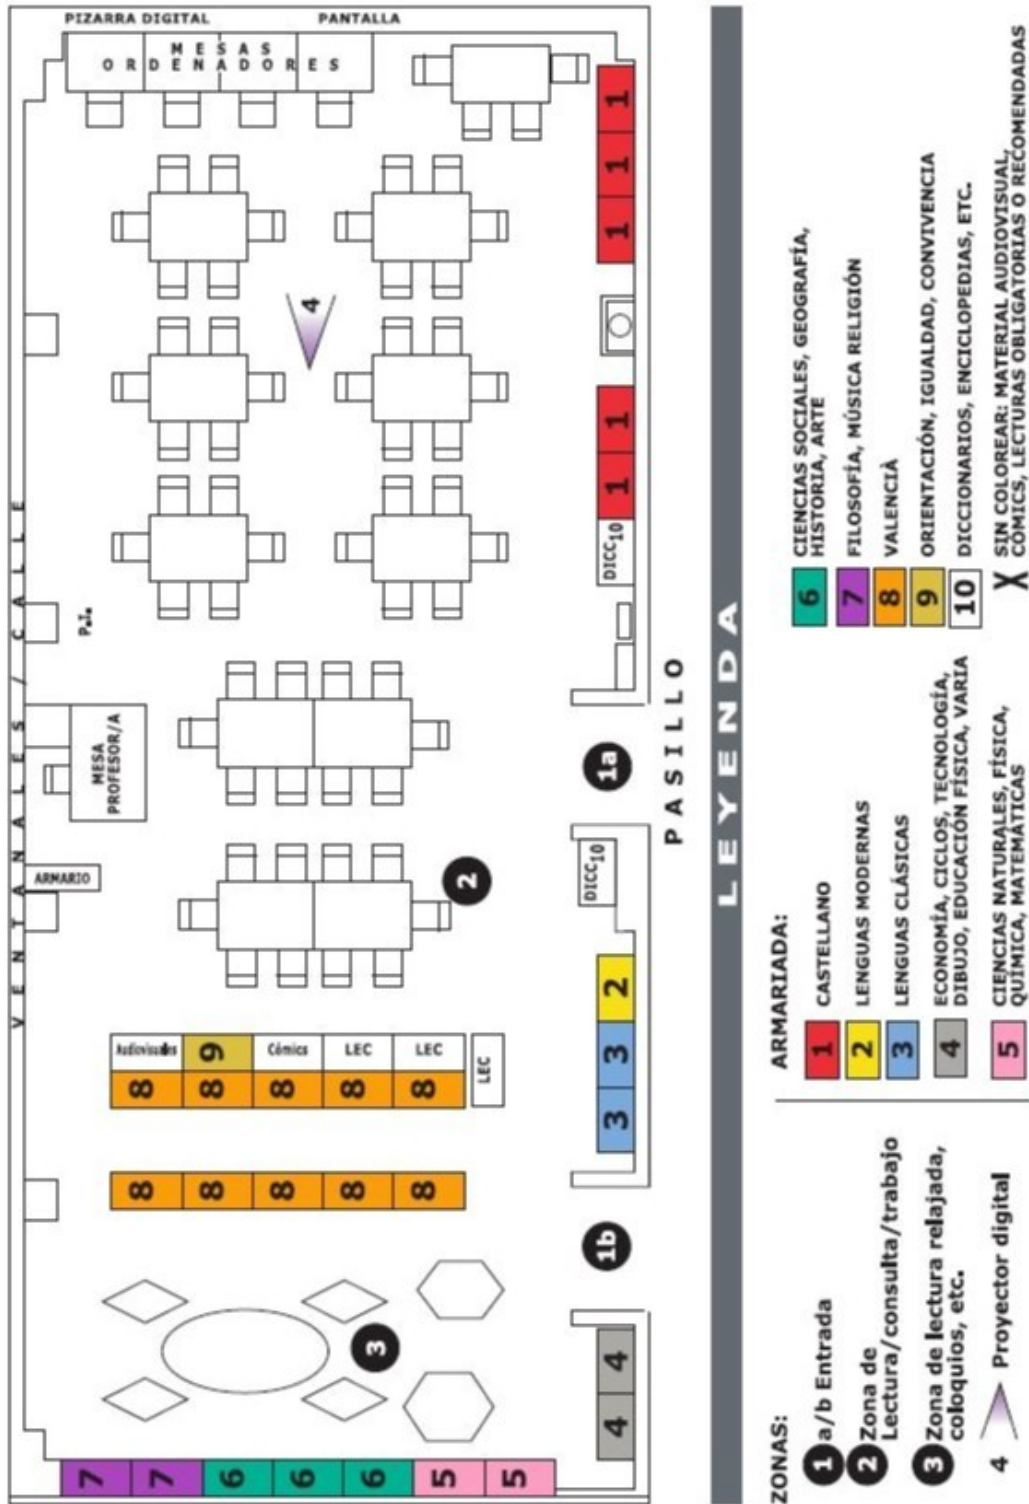 PIZARRA DIGITAL
PANTALLA
MESAS
ORDENADORES
VENTANALES / CALLE
1
1
1
4
1
1
DICC10
P.I.
MESA
PROFESOR/A
1a
PASILLO
ARMARIO
2
DICC10
2
3
3
Audiovisuales
9
Cómics
LEC
LEC
LEC
8
8
8
8
8
8
8
8
8
8
1b
3
4
4
7
7
6
6
6
5
5
LEYENDA
ZONAS:
1 a/b Entrada
2 Zona de
Lectura/consulta/trabajo
3 Zona de lectura relajada,
coloquios, etc.
4 Proyector digital
ARMARIADA:
1 CASTELLANO
2 LENGUAS MODERNAS
3 LENGUAS CLÁSICAS
4 ECONOMÍA, CICLOS, TECNOLOGÍA,
DIBUJO, EDUCACIÓN FÍSICA, VARIA
5 CIENCIAS NATURALES, FÍSICA,
QUÍMICA, MATEMÁTICAS
6 CIENCIAS SOCIALES, GEOGRAFÍA,
HISTORIA, ARTE
7 FILOSOFÍA, MÚSICA RELIGIÓN
8 VALENCIÀ
9 ORIENTACIÓN, IGUALDAD, CONVIVENCIA
10 DICCIONARIOS, ENCICLOPEDIAS, ETC.
X SIN COLOREAR: MATERIAL AUDIOVISUAL,
CÓMICS, LECTURAS OBLIGATORIAS O RECOMENDADAS